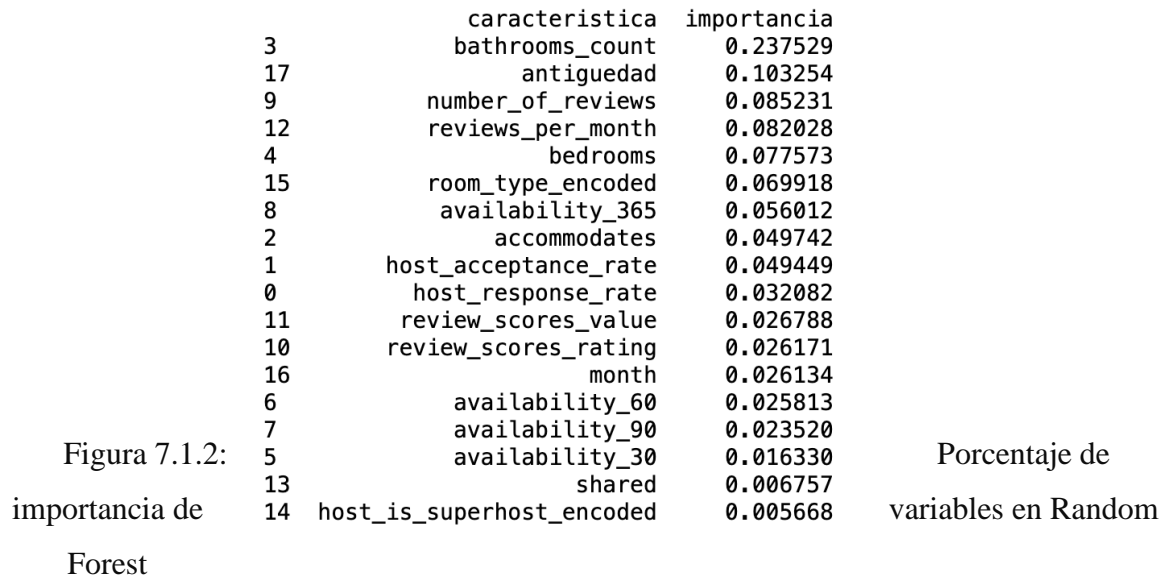 caracteristica importancia
3 bathrooms_count 0.237529
17 antiguedad 0.103254
9 number_of_reviews 0.085231
12 reviews_per_month 0.082028
4 bedrooms 0.077573
15 room_type_encoded 0.069918
8 availability_365 0.056012
2 accommodates 0.049742
1 host_acceptance_rate 0.049449
0 host_response_rate 0.032082
11 review_scores_value 0.026788
10 review_scores_rating 0.026171
16 month 0.026134
6 availability_60 0.025813
7 availability_90 0.023520
5 availability_30 0.016330
13 shared 0.006757
14 host_is_superhost_encoded 0.005668
Figura 7.1.2: Porcentaje de
importancia de variables en Random
Forest